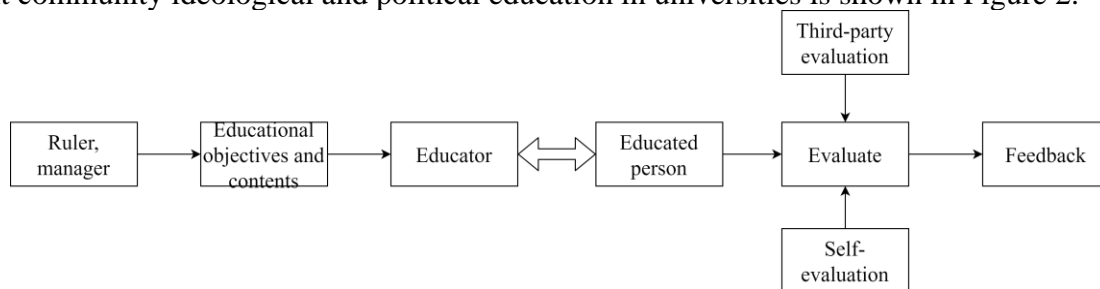 t community ideological and political education in universities is shown in Figure 2.
Third-party
evaluation
Ruler,
manager
Educational
objectives and
contents
Educator
Educated
person
Evaluate
Feedback
Self-
evaluation